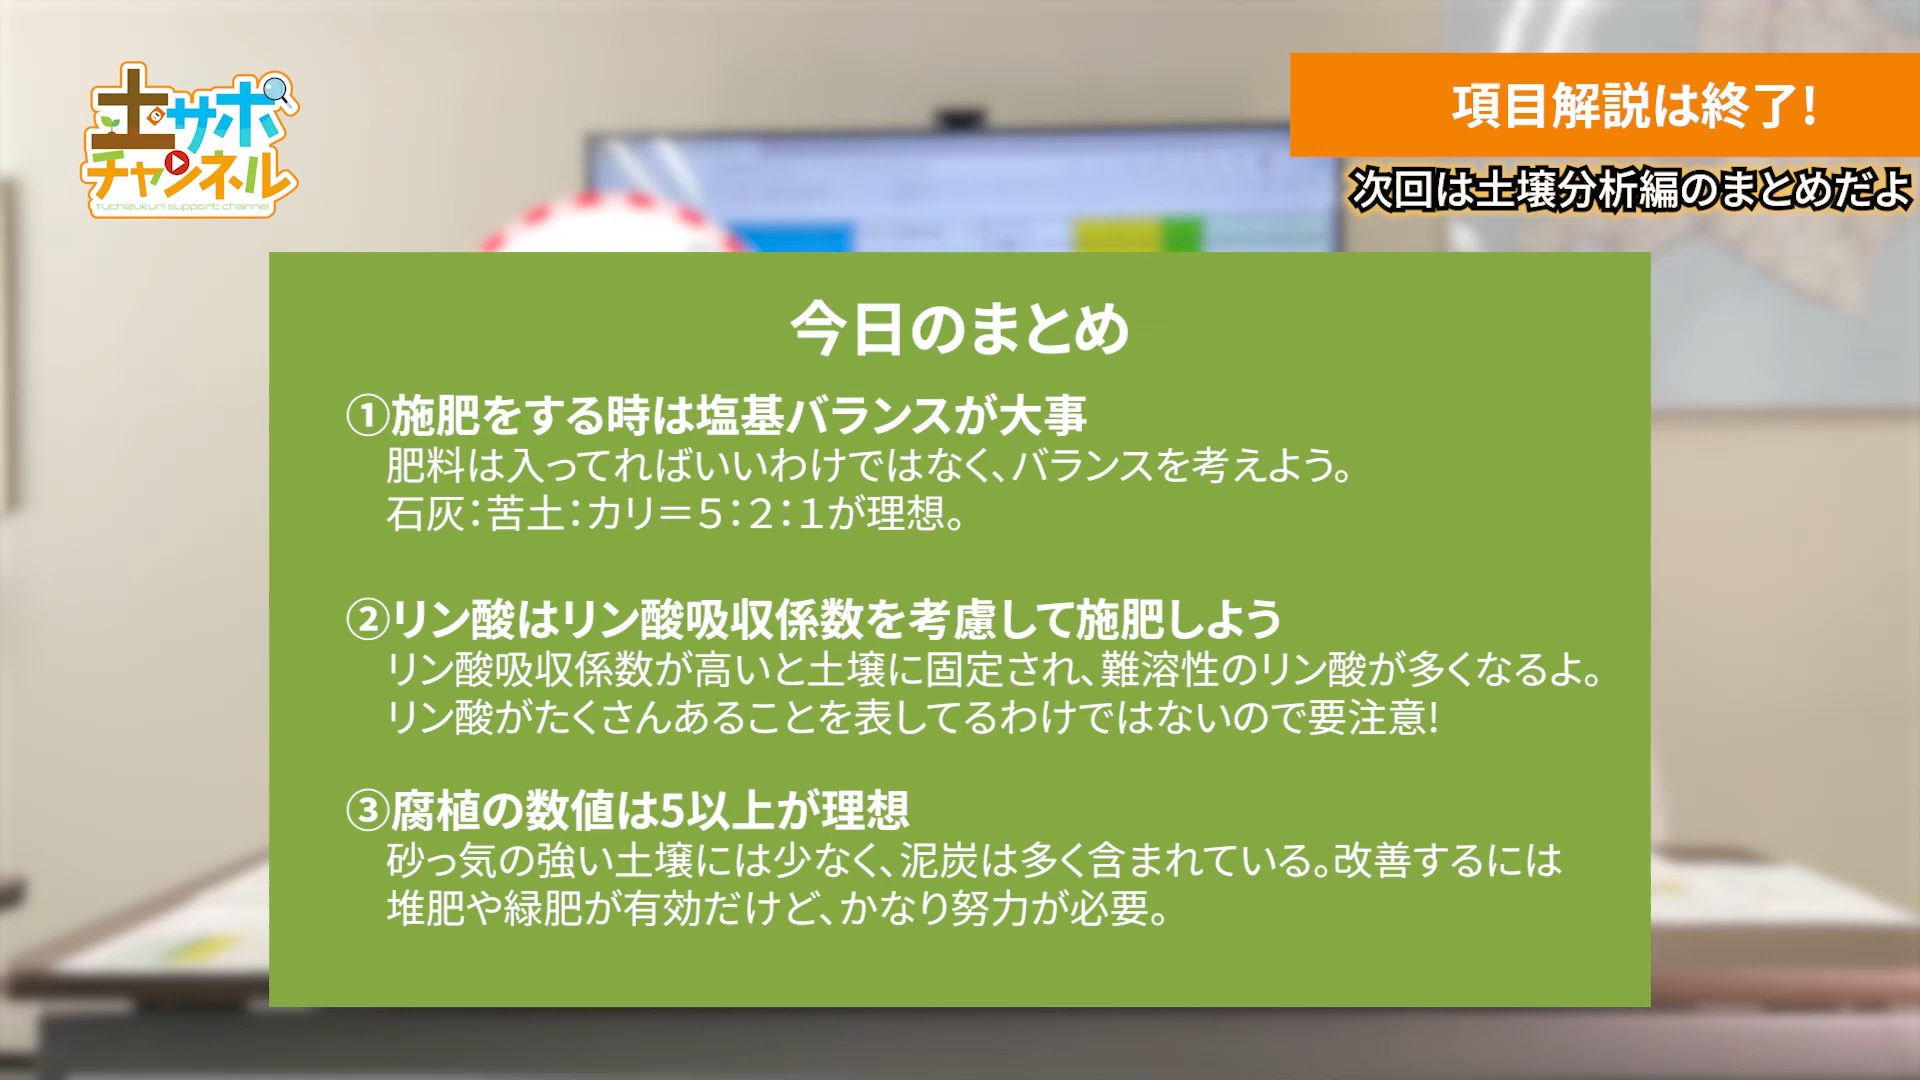 土サポ
チャンネル
Tuchizukuri support channel
項目解説は終了!
次回は土壌分析編のまとめだよ
今日のまとめ
①施肥をする時は塩基バランスが大事
肥料は入ってればいいわけではなく、バランスを考えよう。
石灰：苦土：カリ＝５：２：１が理想。
②リン酸はリン酸吸収係数を考慮して施肥しよう
リン酸吸収係数が高いと土壌に固定され、難溶性のリン酸が多くなるよ。
リン酸がたくさんあることを表してるわけではないので要注意!
③腐植の数値は5以上が理想
砂っ気の強い土壌には少なく、泥炭は多く含まれている。改善するには
堆肥や緑肥が有効だけど、かなり努力が必要。